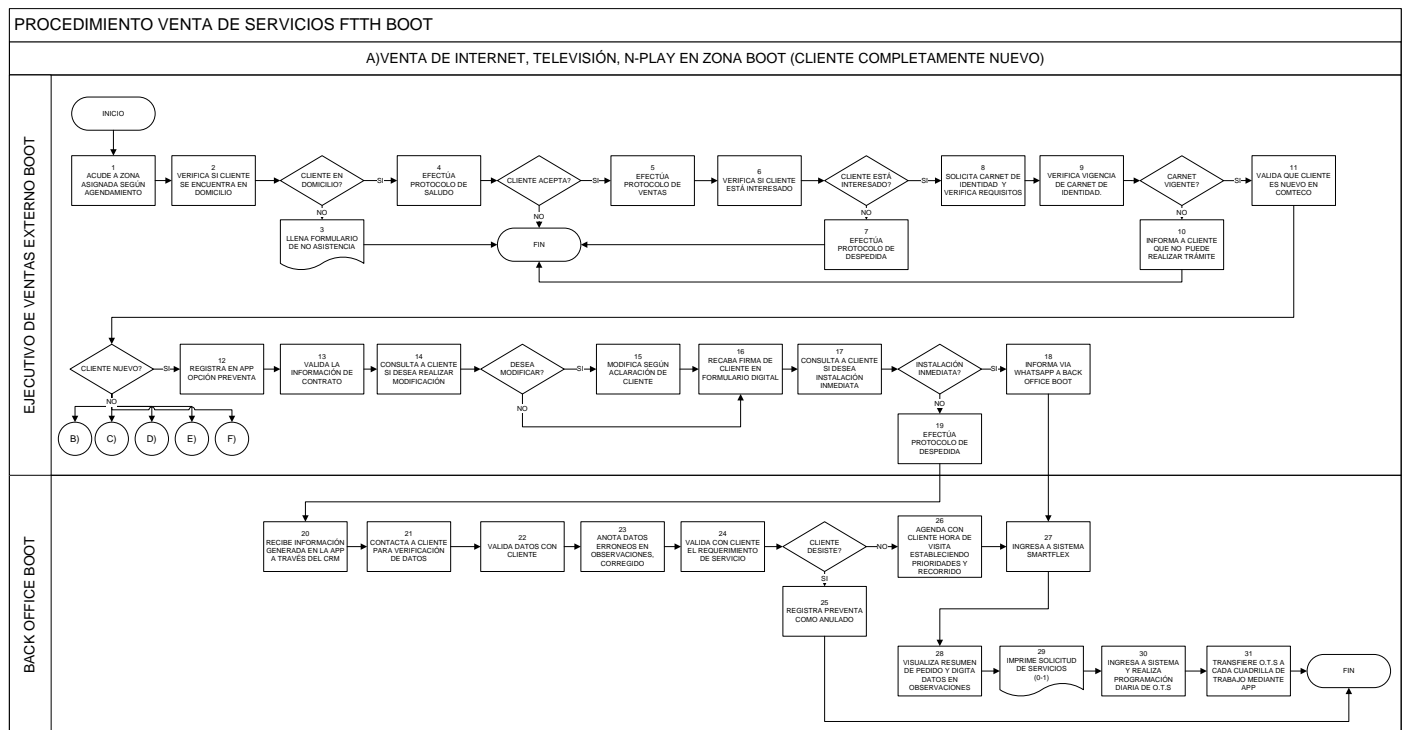 PROCEDIMIENTO VENTA DE SERVICIOS FTTH BOOT
A)VENTA DE INTERNET, TELEVISIÓN, N-PLAY EN ZONA BOOT (CLIENTE COMPLETAMENTE NUEVO)
EJECUTIVO DE VENTAS EXTERNO BOOT
INICIO
1
ACUDE A ZONA
ASIGNADA SEGÚN
AGENDAMIENTO
2
VERIFICA SI CLIENTE
SE ENCUENTRA EN
DOMICILIO
CLIENTE EN
DOMICILIO?
SI
NO
3
LLENA FORMULARIO
DE NO ASISTENCIA
4
EFECTÚA
PROTOCOLO DE
SALUDO
CLIENTE ACEPTA?
SI
NO
FIN
5
EFECTÚA
PROTOCOLO DE
VENTAS
6
VERIFICA SI CLIENTE
ESTÁ INTERESADO
CLIENTE ESTÁ
INTERESADO?
SI
NO
7
EFECTÚA
PROTOCOLO DE
DESPEDIDA
8
SOLICITA CARNET DE
IDENTIDAD Y
VERIFICA REQUISITOS
9
VERIFICA VIGENCIA
DE CARNET DE
IDENTIDAD.
CARNET
VIGENTE?
SI
NO
10
INFORMA A CLIENTE
QUE NO PUEDE
REALIZAR TRÁMITE
11
VALIDA QUE CLIENTE
ES NUEVO EN
COMTECO
CLIENTE NUEVO?
SI
NO
B)
C)
D)
E)
F)
12
REGISTRA EN APP
OPCIÓN PREVENTA
13
VALIDA LA
INFORMACIÓN DE
CONTRATO
14
CONSULTA A CLIENTE
SI DESEA REALIZAR
MODIFICACIÓN
DESEA
MODIFICAR?
SI
NO
15
MODIFICA SEGÚN
ACLARACIÓN DE
CLIENTE
16
RECABA FIRMA DE
CLIENTE EN
FORMULARIO DIGITAL
17
CONSULTA A CLIENTE
SI DESEA
INSTALACIÓN
INMEDIATA
INSTALACIÓN
INMEDIATA?
SI
NO
18
INFORMA VIA
WHATSAPP A BACK
OFFICE BOOT
19
EFECTÚA
PROTOCOLO DE
DESPEDIDA
BACK OFFICE BOOT
20
RECIBE INFORMACIÓN
GENERADA EN LA APP
A TRAVÉS DEL CRM
21
CONTACTA A CLIENTE
PARA VERIFICACIÓN
DE DATOS
22
VALIDA DATOS CON
CLIENTE
23
ANOTA DATOS
ERRONEOS EN
OBSERVACIONES,
CORREGIDO
24
VALIDA CON CLIENTE
EL REQUERIMIENTO
DE SERVICIO
CLIENTE
DESISTE?
NO
SI
25
REGISTRA PREVENTA
COMO ANULADO
26
AGENDA CON
CLIENTE HORA DE
VISITA
ESTABLECIENDO
PRIORIDADES Y
RECORRIDO
27
INGRESA A SISTEMA
SMARTFLEX
28
VISUALIZA RESUMEN
DE PEDIDO Y DIGITA
DATOS EN
OBSERVACIONES
29
IMPRIME SOLICITUD
DE SERVICIOS
(0-1)
30
INGRESA A SISTEMA
Y REALIZA
PROGRAMACIÓN
DIARIA DE O.T.S
31
TRANSFIERE O.T.S A
CADA CUADRILLA DE
TRABAJO MEDIANTE
APP
FIN